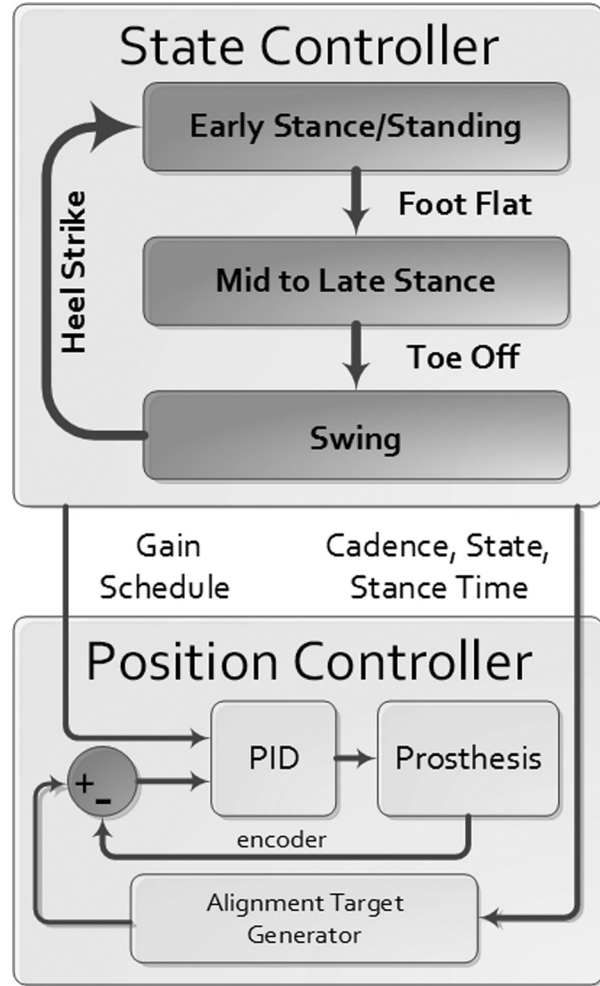 State Controller
Early Stance/Standing
Foot Flat
Heel Strike
Mid to Late Stance
Toe Off
Swing
Gain
Schedule
Cadence, State,
Stance Time
Position Controller
PID
Prosthesis
+
-
encoder
Alignment Target
Generator